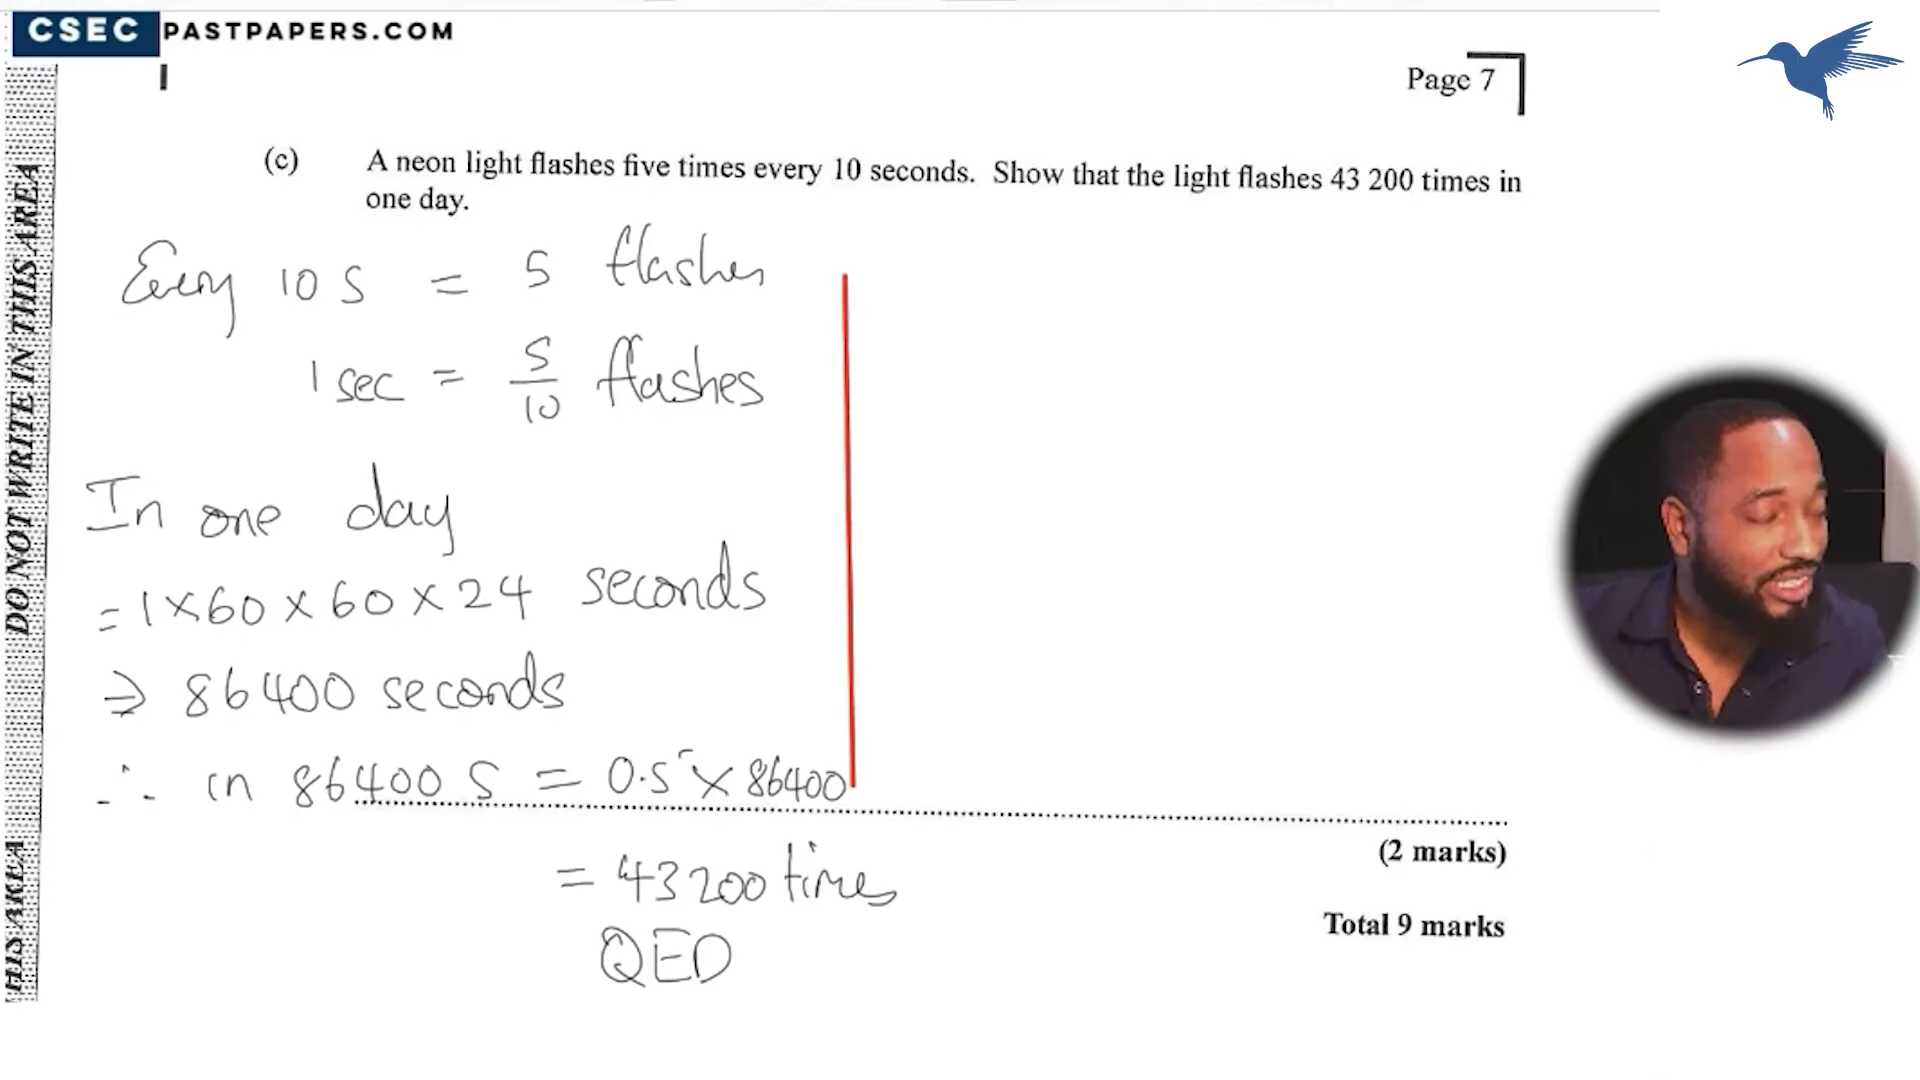 CSEC PASTPAPERS.COM
Page 7
(c) A neon light flashes five times every 10 seconds. Show that the light flashes 43 200 times in
one day.
Every 10 S = 5 flashes
1 sec = 5/10 flashes
In one day
= 1 × 60 × 60 × 24 seconds
⇒ 86400 seconds
∴ in 86400 S = 0.5 × 86400
(2 marks)
= 43200 times
Total 9 marks
QED
DO NOT WRITE IN THIS AREA
HIS AREA